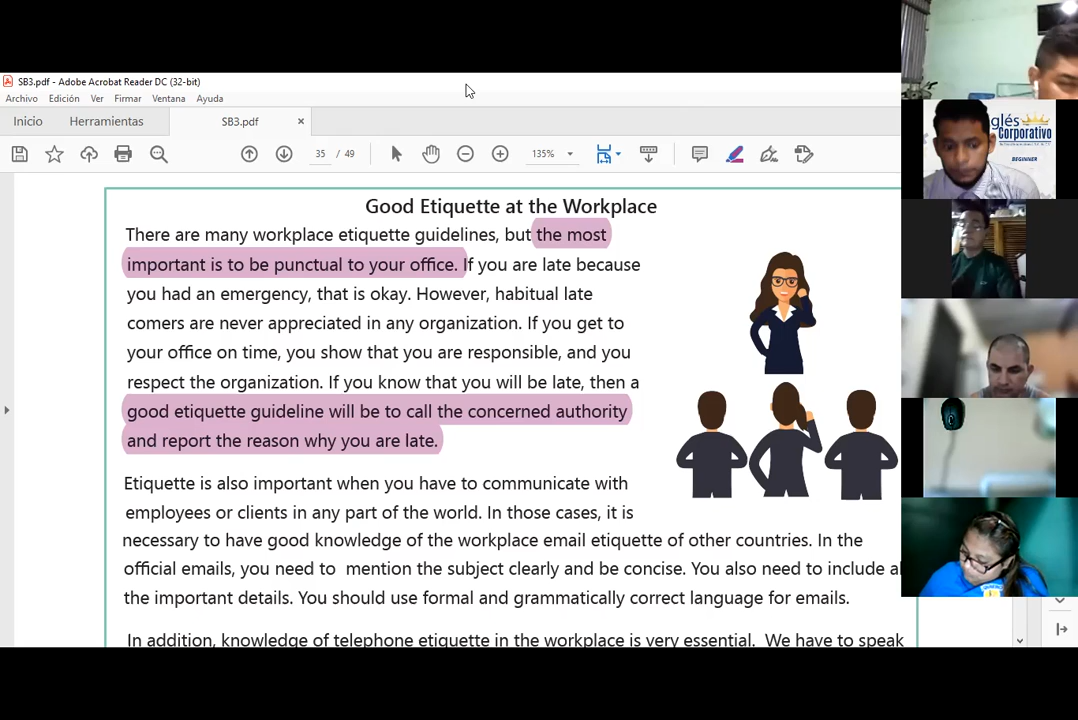 SB3.pdf - Adobe Acrobat Reader DC (32-bit)
Archivo Edición Ver Firmar Ventana Ayuda
Inicio Herramientas SB3.pdf ×
35 / 49 135%
Good Etiquette at the Workplace
There are many workplace etiquette guidelines, but the most
important is to be punctual to your office. If you are late because
you had an emergency, that is okay. However, habitual late
comers are never appreciated in any organization. If you get to
your office on time, you show that you are responsible, and you
respect the organization. If you know that you will be late, then a
good etiquette guideline will be to call the concerned authority
and report the reason why you are late.
Etiquette is also important when you have to communicate with
employees or clients in any part of the world. In those cases, it is
necessary to have good knowledge of the workplace email etiquette of other countries. In the
official emails, you need to mention the subject clearly and be concise. You also need to include
the important details. You should use formal and grammatically correct language for emails.
In addition, knowledge of telephone etiquette in the workplace is very essential. We have to speak
glés
Corporativo
BEGINNER